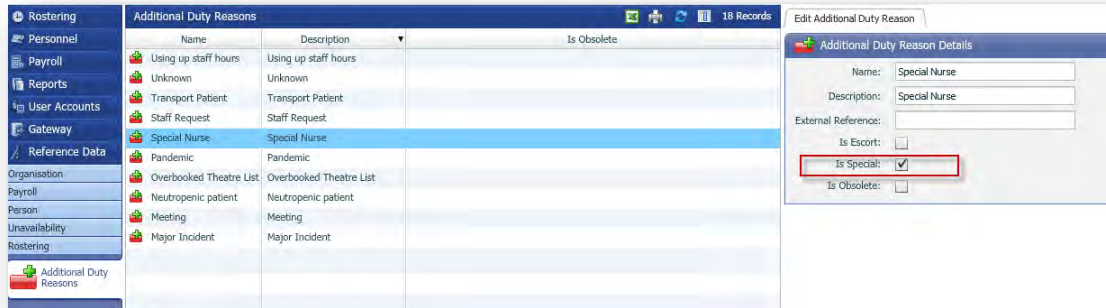 Rostering
Personnel
Payroll
Reports
User Accounts
Gateway
Reference Data
Organisation
Payroll
Person
Unavailability
Rostering
Additional Duty
Reasons
Additional Duty Reasons
18 Records
Name Description Is Obsolete
Using up staff hours Using up staff hours
Unknown Unknown
Transport Patient Transport Patient
Staff Request Staff Request
Special Nurse Special Nurse
Pandemic Pandemic
Overbooked Theatre List Overbooked Theatre List
Neutropenic patient Neutropenic patient
Meeting Meeting
Major Incident Major Incident
Edit Additional Duty Reason
Additional Duty Reason Details
Name: Special Nurse
Description: Special Nurse
External Reference:
Is Escort:
Is Special:
Is Obsolete: